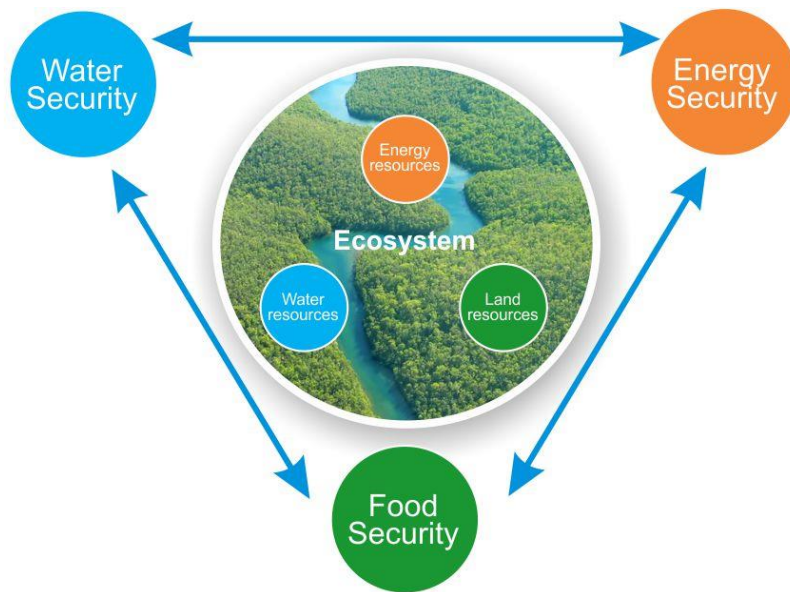 Water
Security
Energy
Security
Energy
resources
Ecosystem
Water
resources
Land
resources
Food
Security